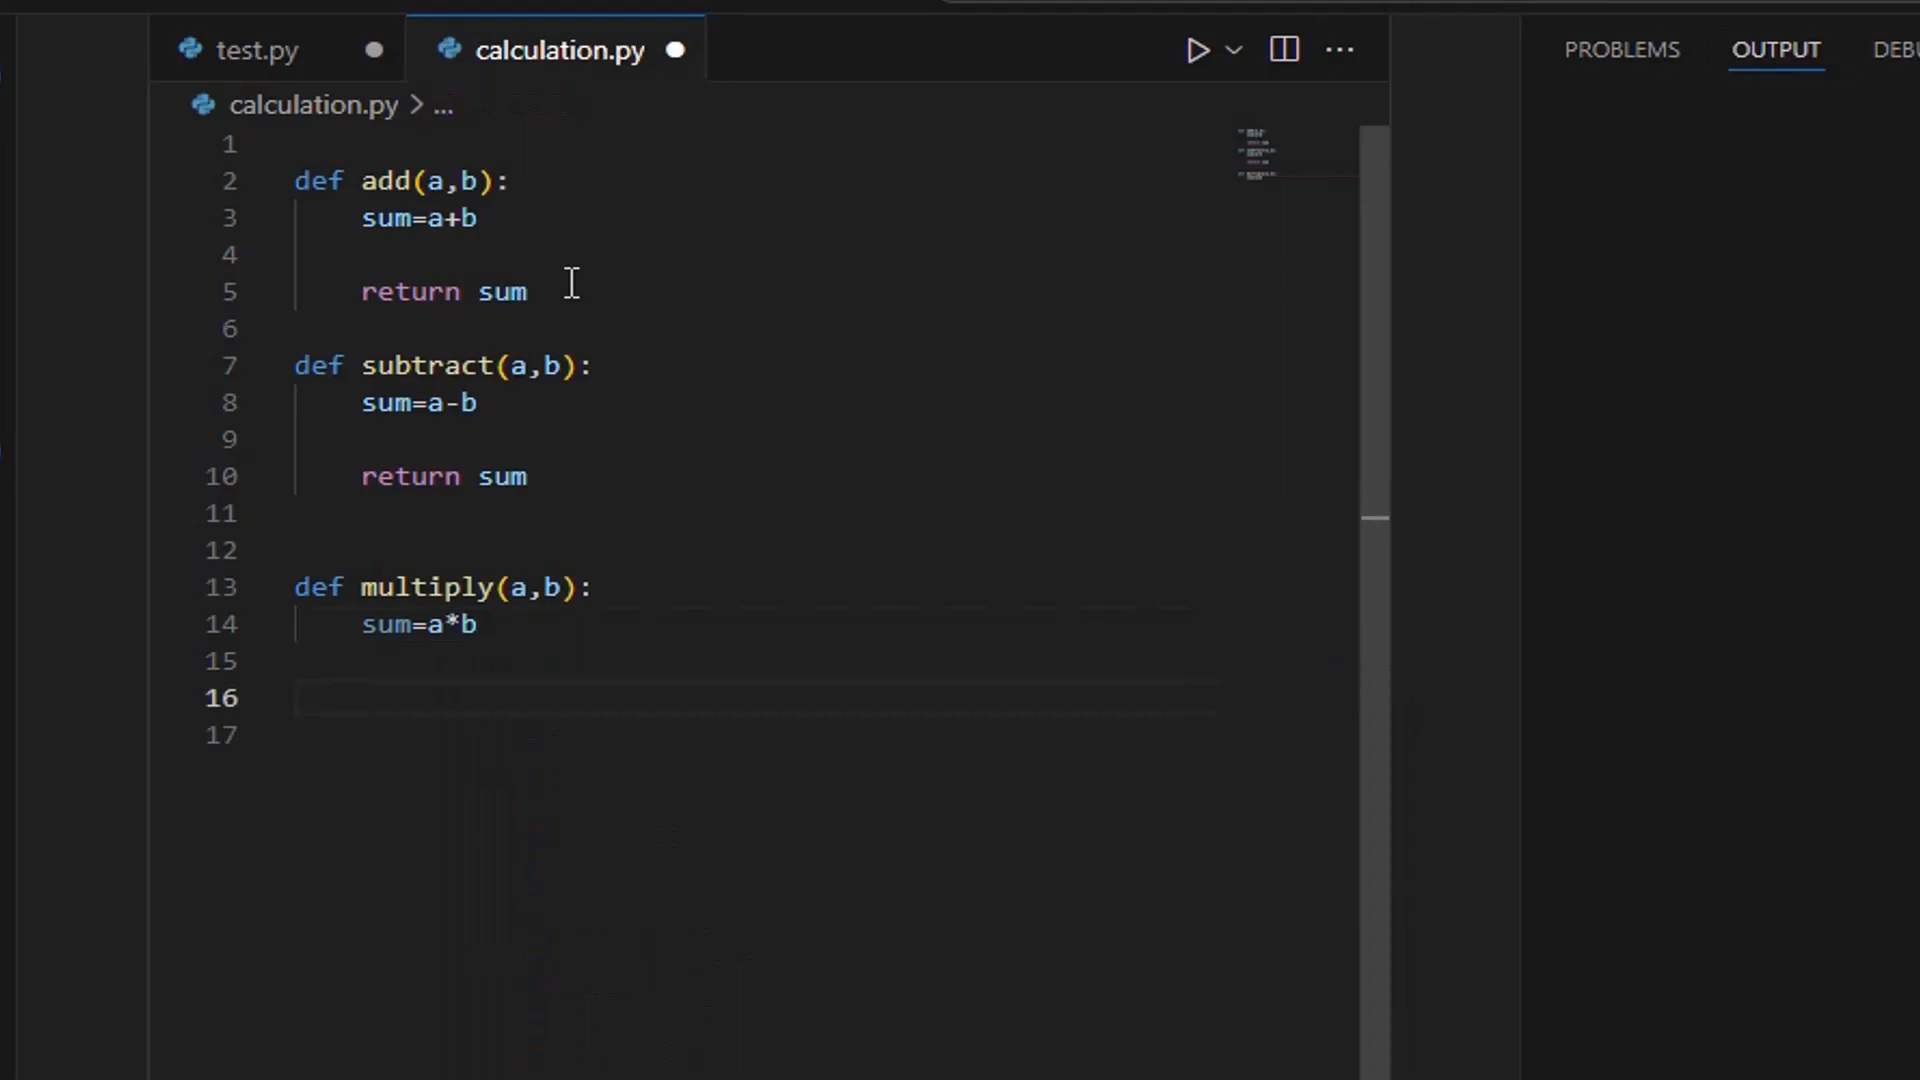 test.py
calculation.py
PROBLEMS OUTPUT DEBU
calculation.py > ...
1
2 def add(a,b):
3     sum=a+b
4
5     return sum
6
7 def subtract(a,b):
8     sum=a-b
9
10     return sum
11
12
13 def multiply(a,b):
14     sum=a*b
15
16
17